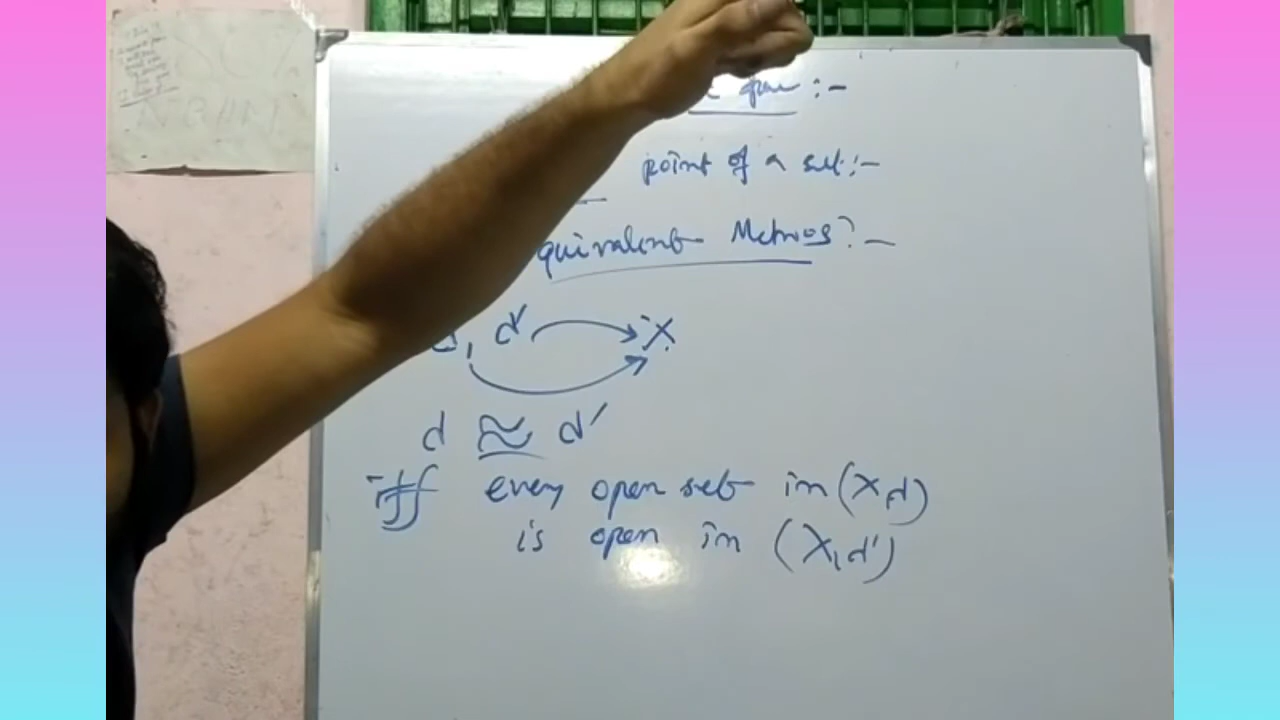 point of a set:-
quivalent Metrics?-
d, d' X
d ≈ d'
iff every open set in (X, d)
is open in (X, d')